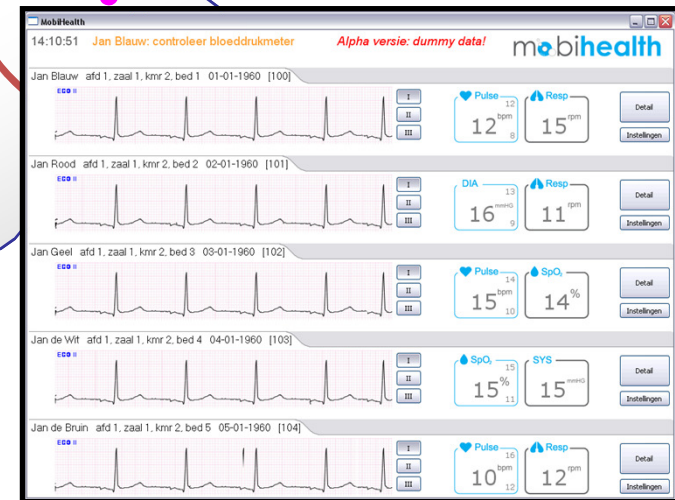 MobiHealth
14:10:51 Jan Blauw: controleer bloeddrukmeter Alpha versie: dummy data! mobihealth
Jan Blauw afd 1, zaal 1, kmr 2, bed 1 01-01-1960 [100]
ECG II
I
II
III
Pulse 12 12 bpm 8
Resp 15 rpm
Detail
Instellingen
Jan Rood afd 1, zaal 1, kmr 2, bed 2 02-01-1960 [101]
ECG II
I
II
III
DIA 13 16 mmHG 9
Resp 11 rpm
Detail
Instellingen
Jan Geel afd 1, zaal 1, kmr 2, bed 3 03-01-1960 [102]
ECG II
I
II
III
Pulse 14 15 bpm 10
SpO₂ 14 %
Detail
Instellingen
Jan de Wit afd 1, zaal 1, kmr 2, bed 4 04-01-1960 [103]
ECG II
I
II
III
SpO₂ 15 15 % 11
SYS 15 mmHG
Detail
Instellingen
Jan de Bruin afd 1, zaal 1, kmr 2, bed 5 05-01-1960 [104]
ECG II
I
II
III
Pulse 16 10 bpm 12
Resp 12 rpm
Detail
Instellingen